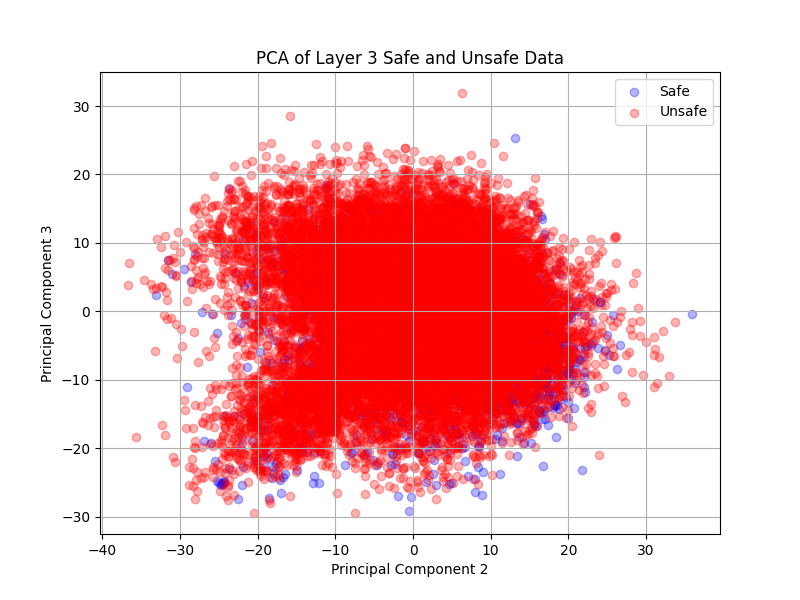 PCA of Layer 3 Safe and Unsafe Data
Safe
Unsafe
Principal Component 3
30
20
10
0
−10
−20
−30
−40 −30 −20 −10 0 10 20 30
Principal Component 2